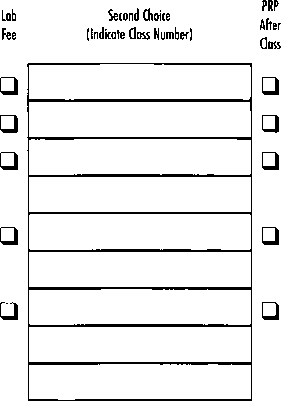 Lab
Fee
Second Choice
(Indicate Class Number)
PRP
After
Class